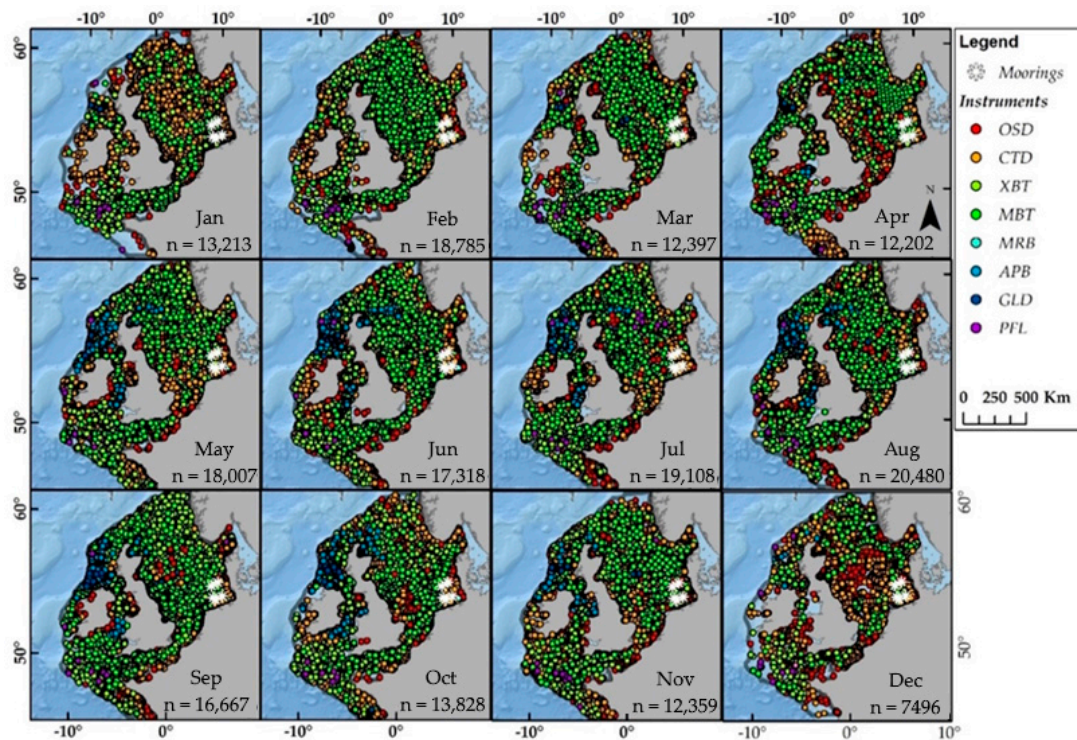 -10° 0° 10° -10° 0° 10° -10° 0° 10° -10° 0° 10°
60°
50°
Jan
n = 13,213
Feb
n = 18,785
Mar
n = 12,397
Apr
n = 12,202
N
Legend
Moorings
Instruments
OSD
CTD
XBT
MBT
MRB
APB
GLD
PFL
0 250 500 Km
60°
50°
May
n = 18,007
Jun
n = 17,318
Jul
n = 19,108
Aug
n = 20,480
60°
50°
Sep
n = 16,667
Oct
n = 13,828
Nov
n = 12,359
Dec
n = 7496
60°
50°
-10° 0° -10° 0° -10° 0° -10° 0° 10°